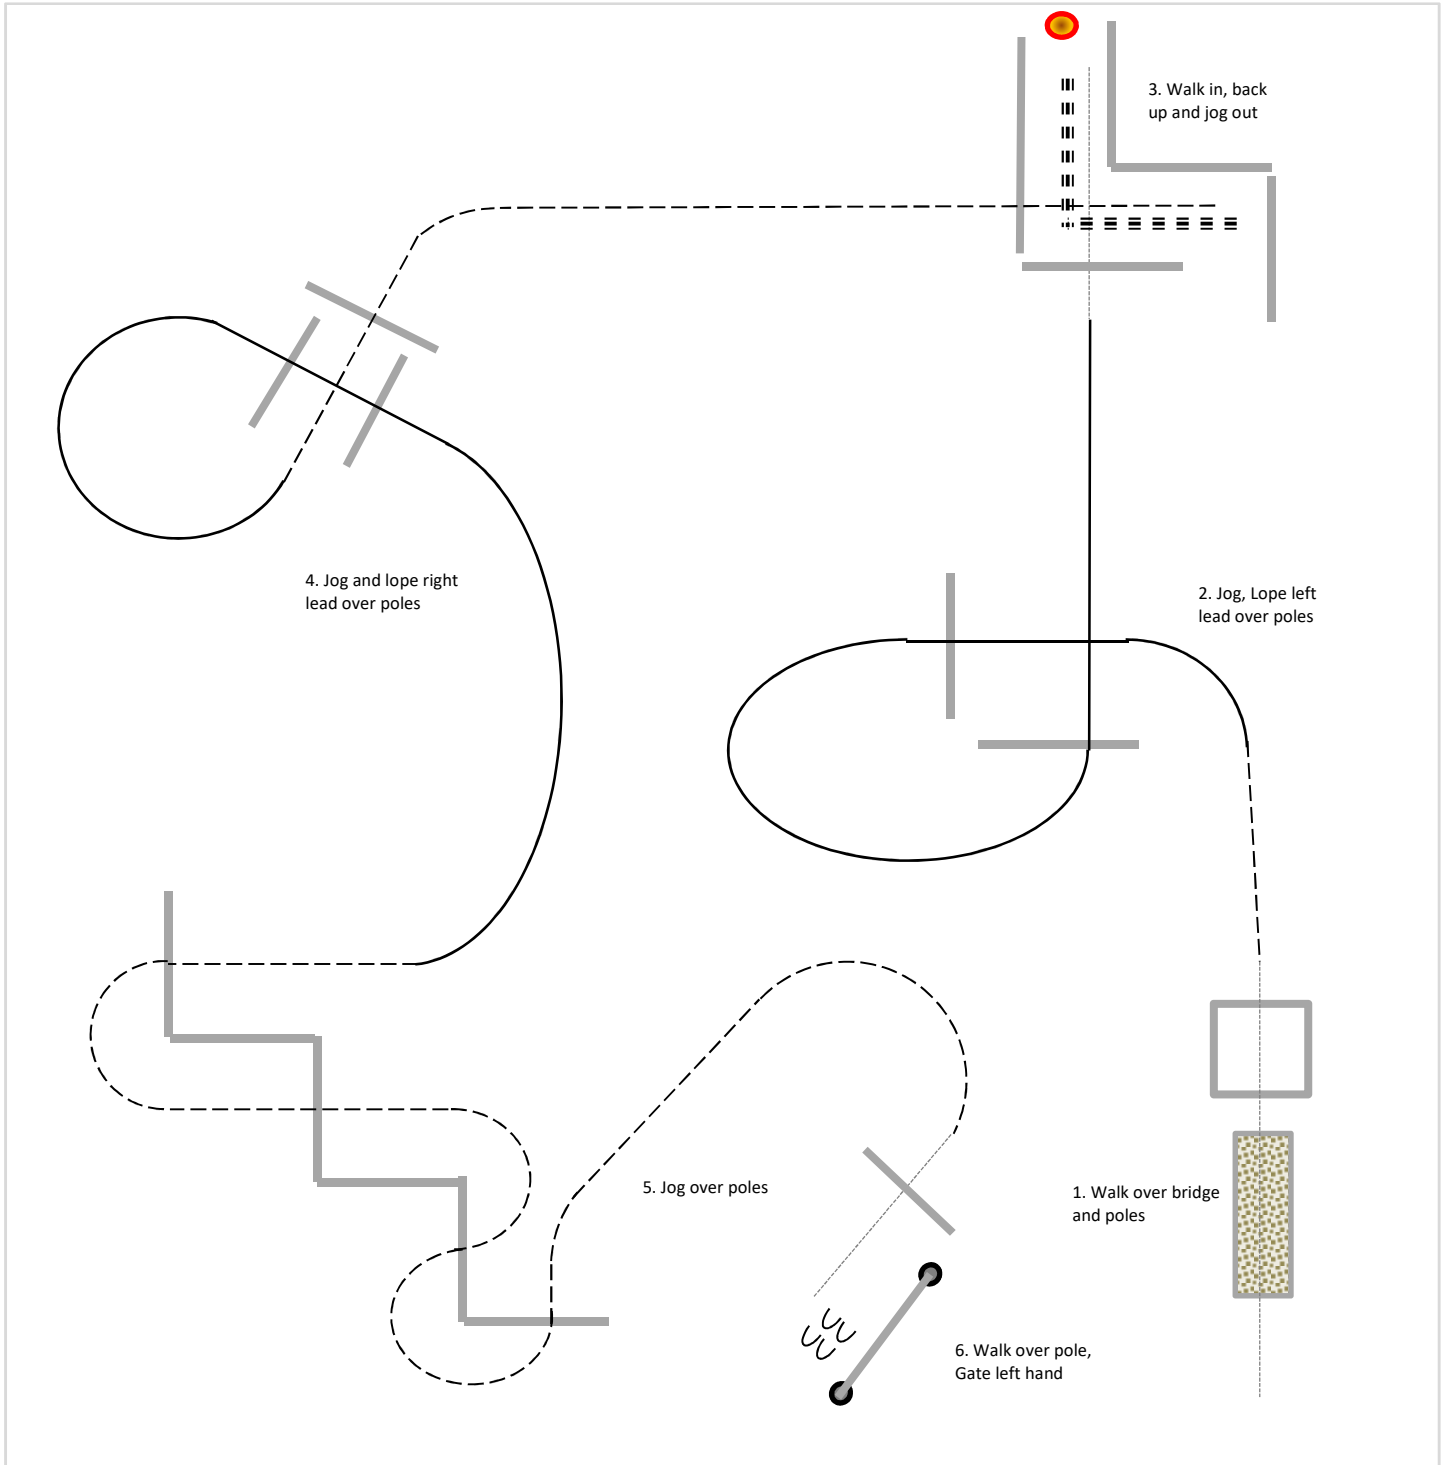 3. Walk in, back
up and jog out
4. Jog and lope right
lead over poles
2. Jog, Lope left
lead over poles
5. Jog over poles
1. Walk over bridge
and poles
6. Walk over pole,
Gate left hand